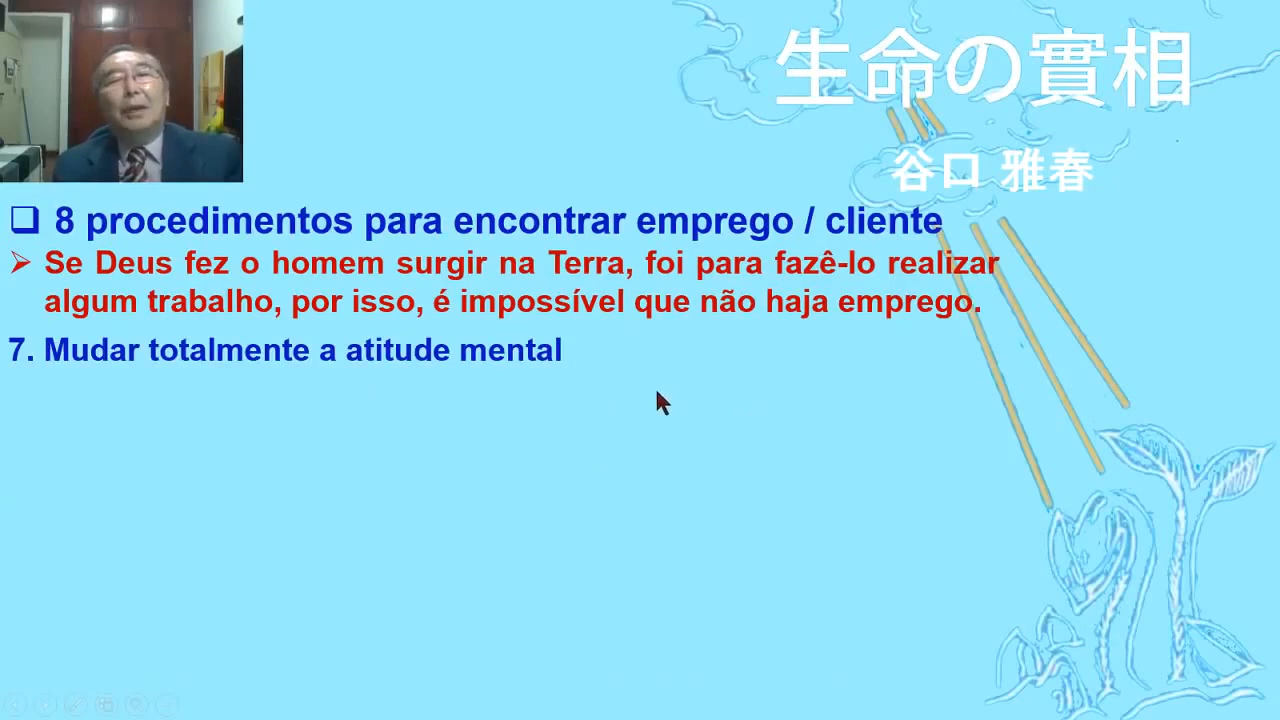 生命の實相
谷口 雅春
8 procedimentos para encontrar emprego / cliente
Se Deus fez o homem surgir na Terra, foi para fazê-lo realizar
algum trabalho, por isso, é impossível que não haja emprego.
7. Mudar totalmente a atitude mental